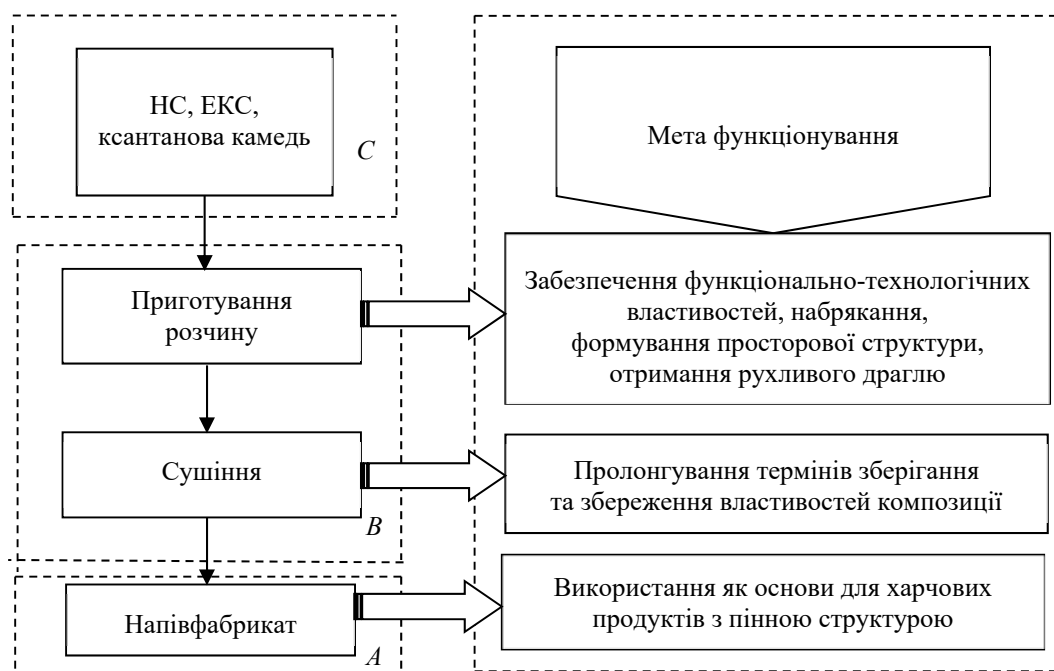 НС, ЕКС,
ксантанова камедь
C
Мета функціонування
Приготування
розчину
Забезпечення функціонально-технологічних
властивостей, набрякання,
формування просторової структури,
отримання рухливого драглю
Сушіння
B
Пролонгування термінів зберігання
та збереження властивостей композиції
Напівфабрикат
A
Використання як основи для харчових
продуктів з пінною структурою